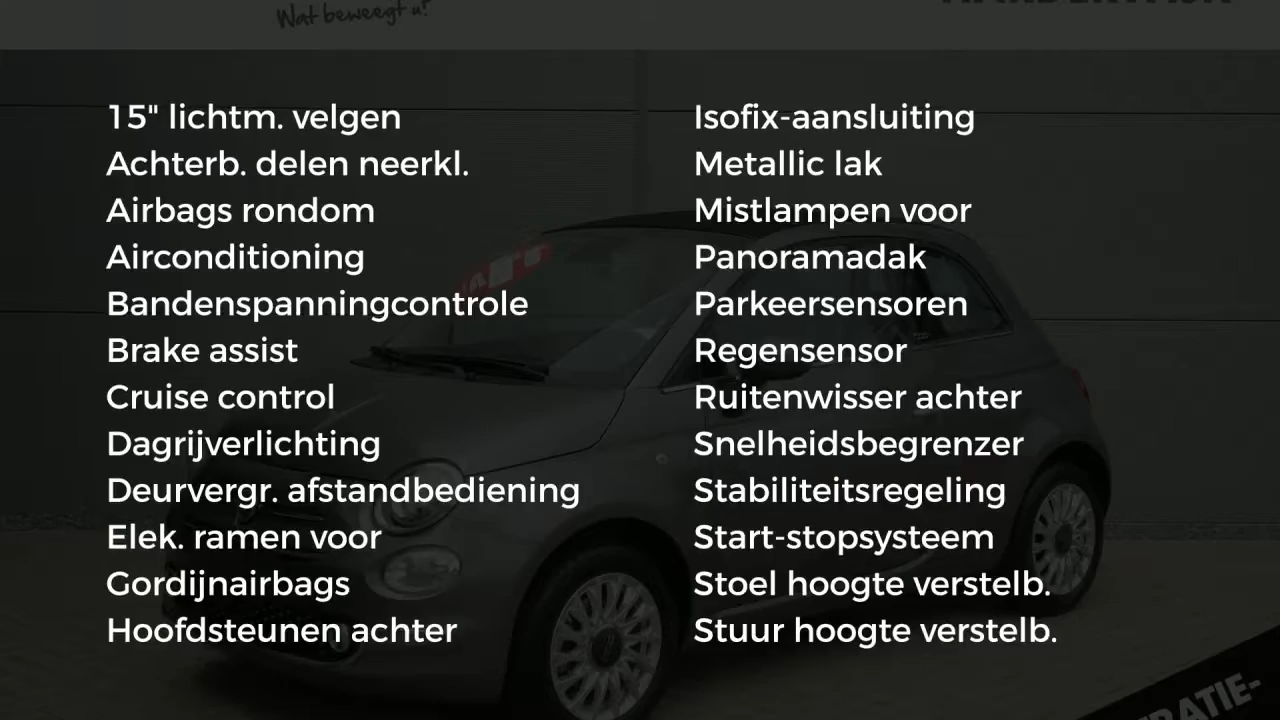 Wat beweegt u?
15" lichtm. velgen
Achterb. delen neerkl.
Airbags rondom
Airconditioning
Bandenspanningcontrole
Brake assist
Cruise control
Dagrijverlichting
Deurvergr. afstandbediening
Elek. ramen voor
Gordijnairbags
Hoofdsteunen achter
Isofix-aansluiting
Metallic lak
Mistlampen voor
Panoramadak
Parkeersensoren
Regensensor
Ruitenwisser achter
Snelheidsbegrenzer
Stabiliteitsregeling
Start-stopsysteem
Stoel hoogte verstelb.
Stuur hoogte verstelb.